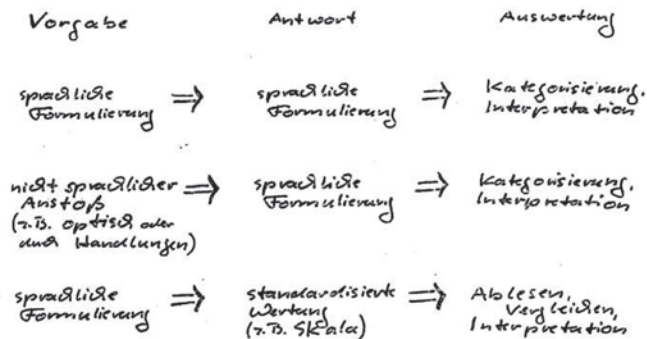 Vorgabe Antwort Auswertung
sprachliche ⇒ sprachliche ⇒ Kategorisierung,
Formulierung Formulierung Interpretation
nicht sprachlicher ⇒ sprachliche ⇒ Kategorisierung,
Anstoß Formulierung Interpretation
(z.B. optisch oder
durch Handlungen)
sprachliche ⇒ standardisierte ⇒ Ablesen,
Formulierung Wertung Vergleichen,
(z.B. Skala) Interpretation